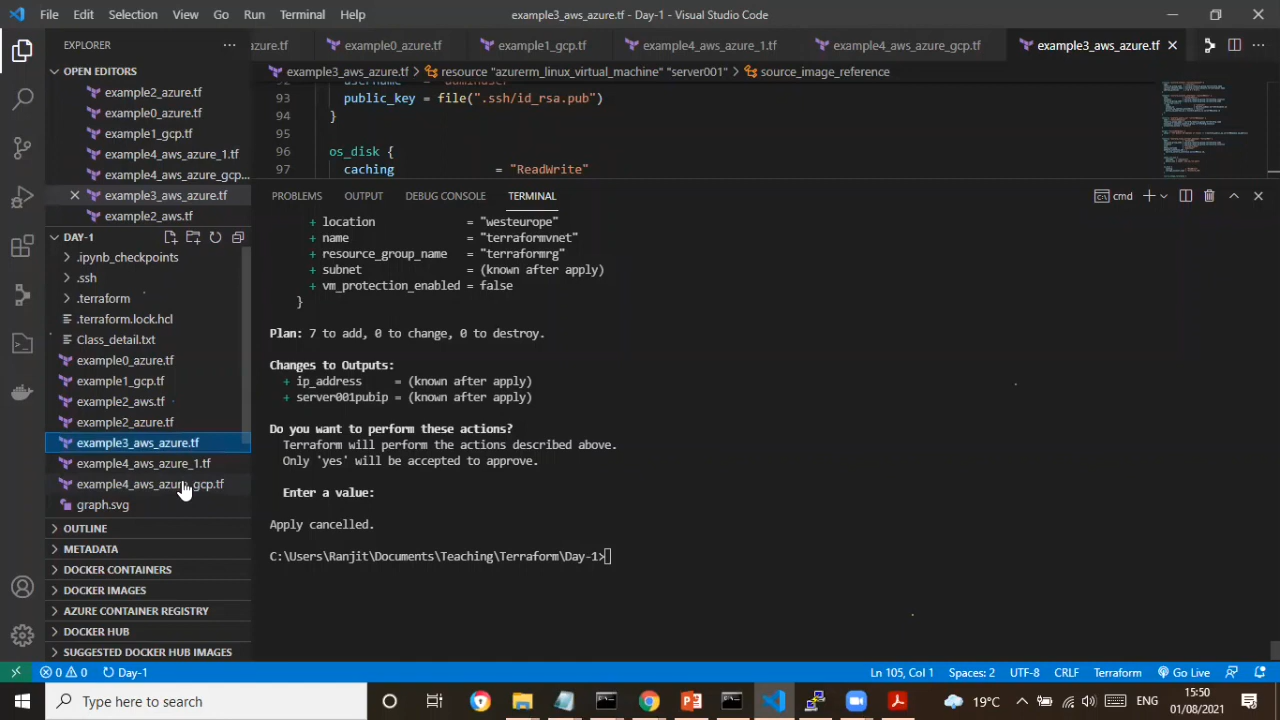 File Edit Selection View Go Run Terminal Help
example3_aws_azure.tf - Day-1 - Visual Studio Code
EXPLORER
azure.tf
example0_azure.tf
example1_gcp.tf
example4_aws_azure_1.tf
example4_aws_azure_gcp.tf
example3_aws_azure.tf
OPEN EDITORS
example2_azure.tf
example0_azure.tf
example1_gcp.tf
example4_aws_azure_1.tf
example4_aws_azure_gcp...
example3_aws_azure.tf
example2_aws.tf
DAY-1
.ipynb_checkpoints
.ssh
.terraform
.terraform.lock.hcl
Class_detail.txt
example0_azure.tf
example1_gcp.tf
example2_aws.tf
example2_azure.tf
example3_aws_azure.tf
example4_aws_azure_1.tf
example4_aws_azure_gcp.tf
graph.svg
OUTLINE
METADATA
DOCKER CONTAINERS
DOCKER IMAGES
AZURE CONTAINER REGISTRY
DOCKER HUB
SUGGESTED DOCKER HUB IMAGES
example3_aws_azure.tf > resource "azurerm_linux_virtual_machine" "server001" > source_image_reference
93 public_key = file(".ssh/id_rsa.pub")
94 }
95
96 os_disk {
97 caching = "ReadWrite"
PROBLEMS OUTPUT DEBUG CONSOLE TERMINAL
cmd
+ location = "westeurope"
+ name = "terraformvnet"
+ resource_group_name = "terraformrg"
+ subnet = (known after apply)
+ vm_protection_enabled = false
}
Plan: 7 to add, 0 to change, 0 to destroy.
Changes to Outputs:
+ ip_address = (known after apply)
+ server001pubip = (known after apply)
Do you want to perform these actions?
Terraform will perform the actions described above.
Only 'yes' will be accepted to approve.
Enter a value:
Apply cancelled.
C:\Users\Ranjit\Documents\Teaching\Terraform\Day-1>
0 0 Day-1
Ln 105, Col 1 Spaces: 2 UTF-8 CRLF Terraform Go Live
Type here to search
19°C
ENG
15:50
01/08/2021